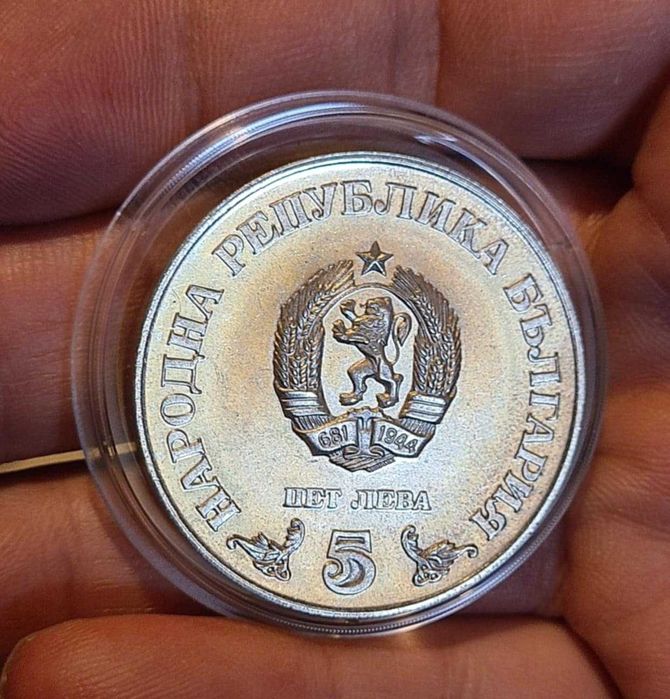 НАРОДНА РЕПУБЛИКА БЪЛГАРИЯ
681 1944
ПЕТ ЛЕВА
5